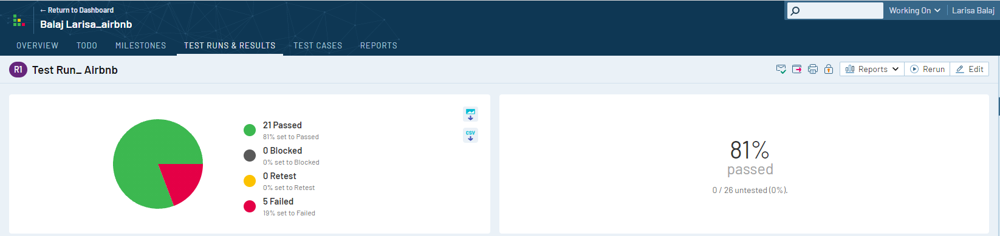 ← Return to Dashboard
Balaj Larisa_airbnb
Working On
Larisa Balaj
OVERVIEW TODO MILESTONES TEST RUNS & RESULTS TEST CASES REPORTS
R1 Test Run_ Airbnb
Reports Rerun Edit
21 Passed
81% set to Passed
0 Blocked
0% set to Blocked
0 Retest
0% set to Retest
5 Failed
19% set to Failed
CSV
81%
passed
0 / 26 untested (0%).